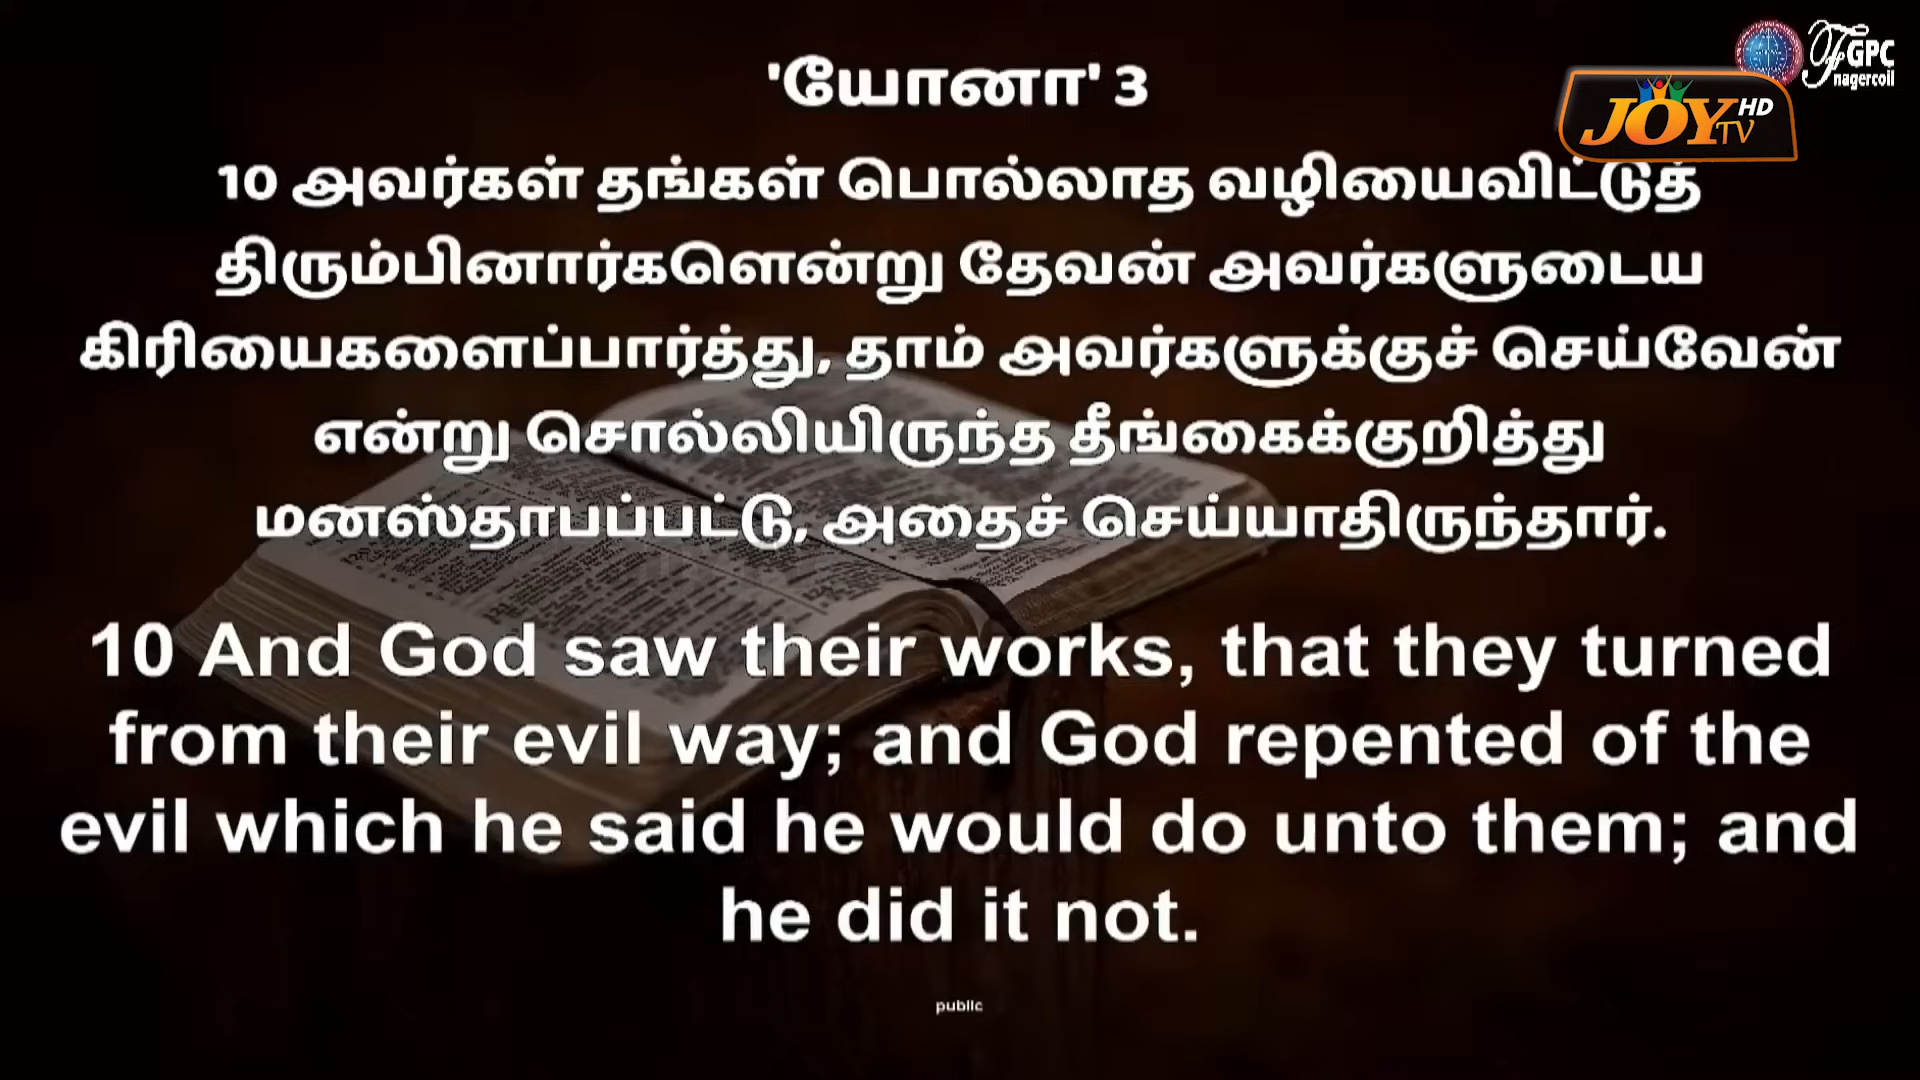 'யோனா' 3
10 அவர்கள் தங்கள் பொல்லாத வழியைவிட்டுத்
திரும்பினார்களென்று தேவன் அவர்களுடைய
கிரியைகளைப்பார்த்து, தாம் அவர்களுக்குச் செய்வேன்
என்று சொல்லியிருந்த தீங்கைக்குறித்து
மனஸ்தாபப்பட்டு, அதைச் செய்யாதிருந்தார்.
10 And God saw their works, that they turned
from their evil way; and God repented of the
evil which he said he would do unto them; and
he did it not.
public
FGPC
nagercoil
JOY TV HD